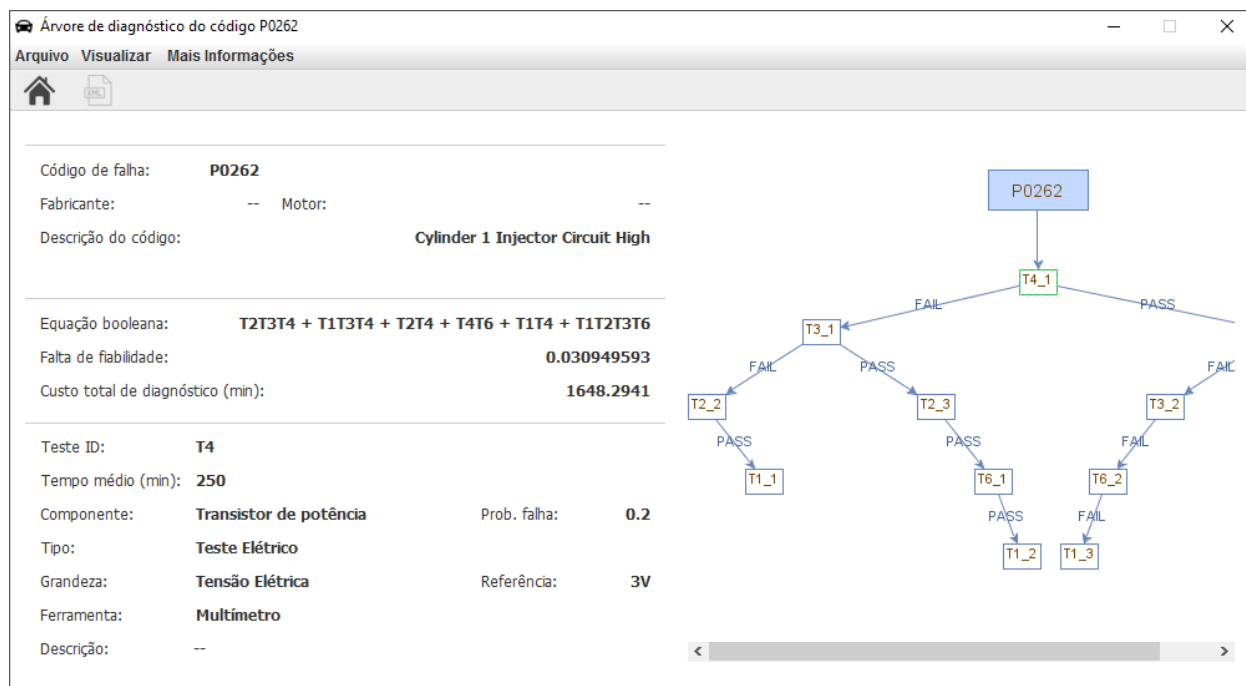 Árvore de diagnóstico do código P0262
Arquivo Visualizar Mais Informações
XML
Código de falha: P0262
Fabricante: -- Motor: --
Descrição do código: Cylinder 1 Injector Circuit High
Equação booleana: T2T3T4 + T1T3T4 + T2T4 + T4T6 + T1T4 + T1T2T3T6
Falta de fiabilidade: 0.030949593
Custo total de diagnóstico (min): 1648.2941
Teste ID: T4
Tempo médio (min): 250
Componente: Transistor de potência Prob. falha: 0.2
Tipo: Teste Elétrico
Grandeza: Tensão Elétrica Referência: 3V
Ferramenta: Multímetro
Descrição: --
P0262
T4_1
FAIL PASS
T3_1
FAIL PASS FAIL
T2_2 T2_3 T3_2
PASS PASS FAIL
T1_1 T6_1 T6_2
PASS FAIL
T1_2 T1_3